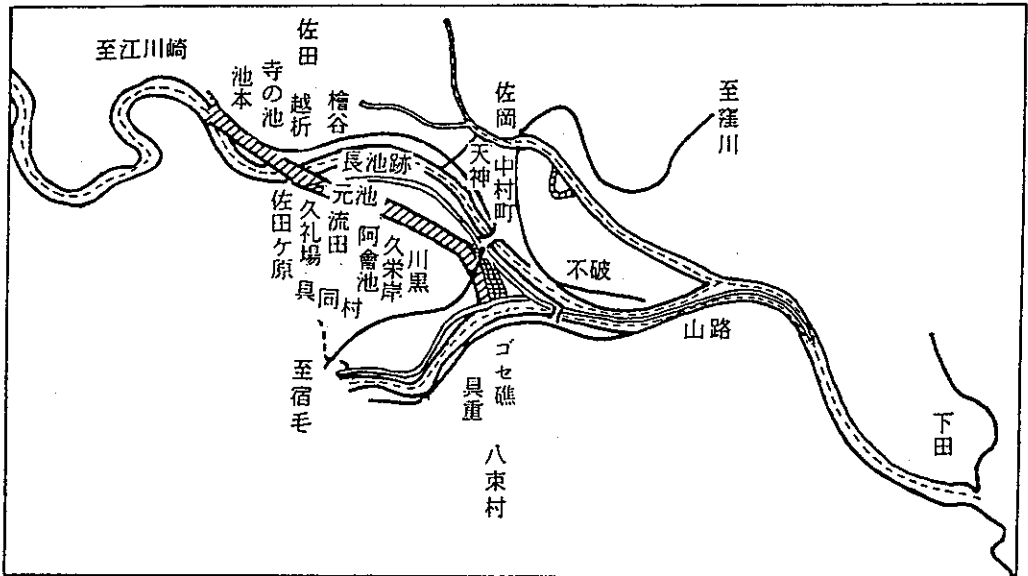 至江川崎
佐田
寺の池
池本
越折
檜谷
佐岡
至窪川
天神
中村町
長池跡
元池
流田
久礼場
佐田ケ原
阿會池
久栄岸
川黒
具同村
不破
山路
至宿毛
ゴセ礁
具重
八束村
下田